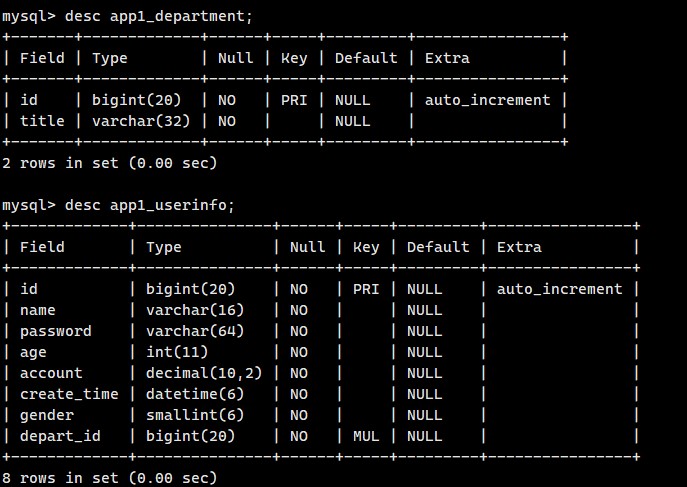 mysql> desc app1_department;
+-------+-------------+------+-----+---------+----------------+
| Field | Type        | Null | Key | Default | Extra          |
+-------+-------------+------+-----+---------+----------------+
| id    | bigint(20)  | NO   | PRI | NULL    | auto_increment |
| title | varchar(32) | NO   |     | NULL    |                |
+-------+-------------+------+-----+---------+----------------+
2 rows in set (0.00 sec)

mysql> desc app1_userinfo;
+-------------+---------------+------+-----+---------+----------------+
| Field       | Type          | Null | Key | Default | Extra          |
+-------------+---------------+------+-----+---------+----------------+
| id          | bigint(20)    | NO   | PRI | NULL    | auto_increment |
| name        | varchar(16)   | NO   |     | NULL    |                |
| password    | varchar(64)   | NO   |     | NULL    |                |
| age         | int(11)       | NO   |     | NULL    |                |
| account     | decimal(10,2) | NO   |     | NULL    |                |
| create_time | datetime(6)   | NO   |     | NULL    |                |
| gender      | smallint(6)   | NO   |     | NULL    |                |
| depart_id   | bigint(20)    | NO   | MUL | NULL    |                |
+-------------+---------------+------+-----+---------+----------------+
8 rows in set (0.00 sec)